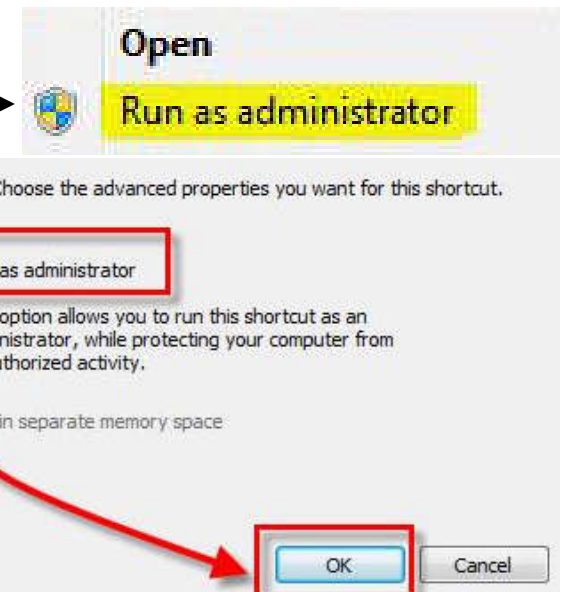 Open
Run as administrator
Choose the advanced properties you want for this shortcut.
as administrator
option allows you to run this shortcut as an
nistrator, while protecting your computer from
uthorized activity.
in separate memory space
OK
Cancel